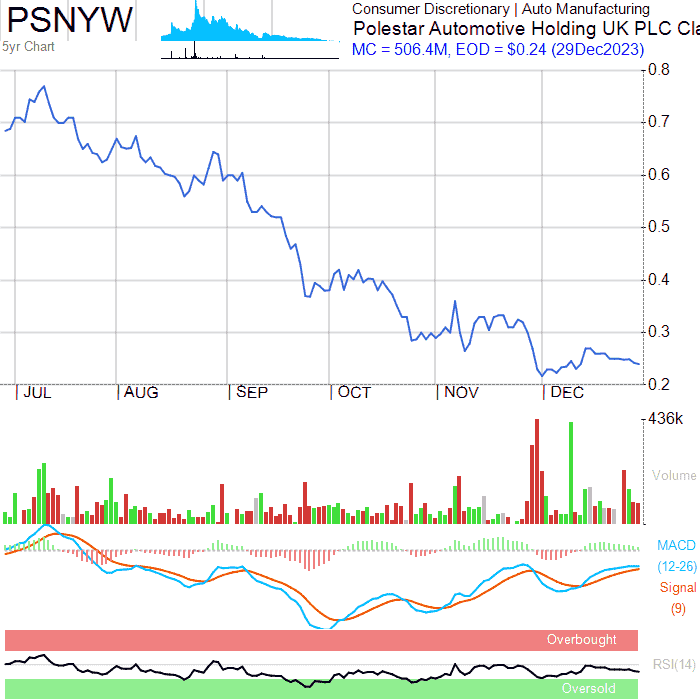 PSNYW
5yr Chart
Consumer Discretionary | Auto Manufacturing
Polestar Automotive Holding UK PLC Cla
MC = 506.4M, EOD = $0.24 (29Dec2023)
0.8
0.7
0.6
0.5
0.4
0.3
0.2
JUL
AUG
SEP
OCT
NOV
DEC
436k
Volume
MACD
(12-26)
Signal
(9)
Overbought
RSI(14)
Oversold